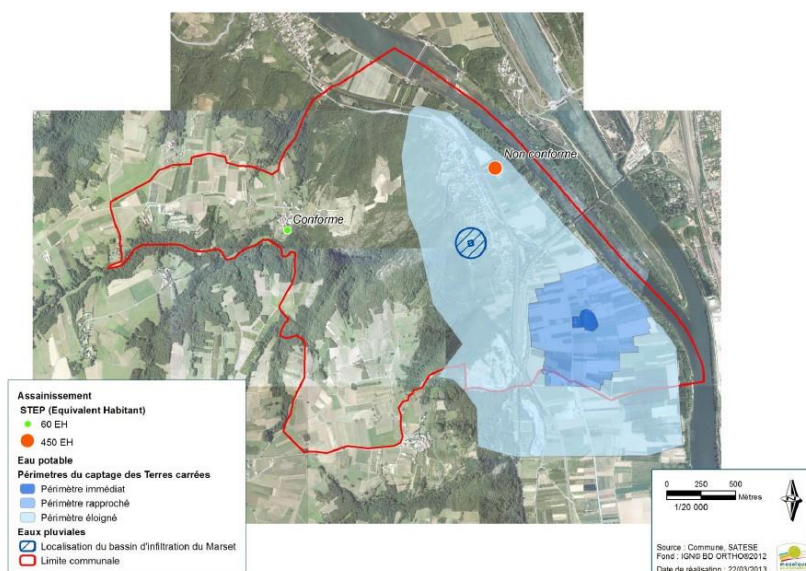 Non conforme
Conforme
Assainissement
STEP (Equivalent Habitant)
60 EH
450 EH
Eau potable
Périmetres du captage des Terres carrées
Périmètre immédiat
Périmètre rapproché
Périmètre éloigné
Eaux pluviales
Localisation du bassin d'infiltration du Marset
Limite communale
0 250 500
Mètres
1/20 000
Source : Commune, SATESE
Fond : IGN© BD ORTHO®2012
Date de réalisation : 22/03/2013